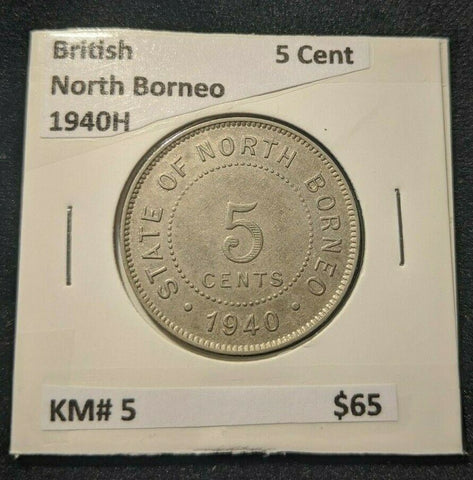 British 5 Cent
North Borneo
1940H
STATE OF NORTH BORNEO
5
CENTS
• 1940 •
KM# 5 $65